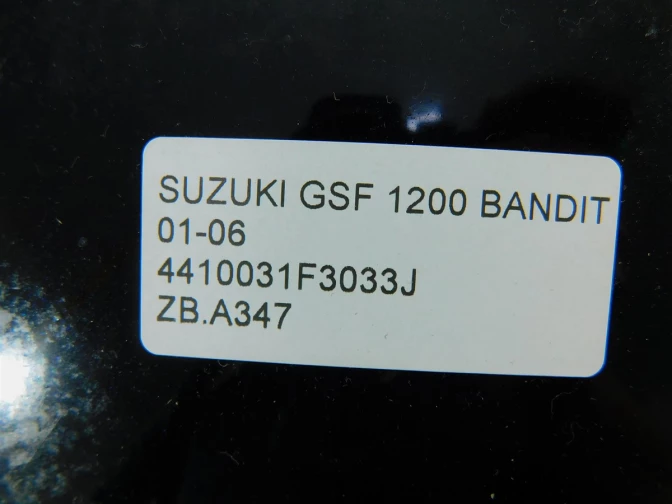 SUZUKI GSF 1200 BANDIT
01-06
4410031F3033J
ZB.A347